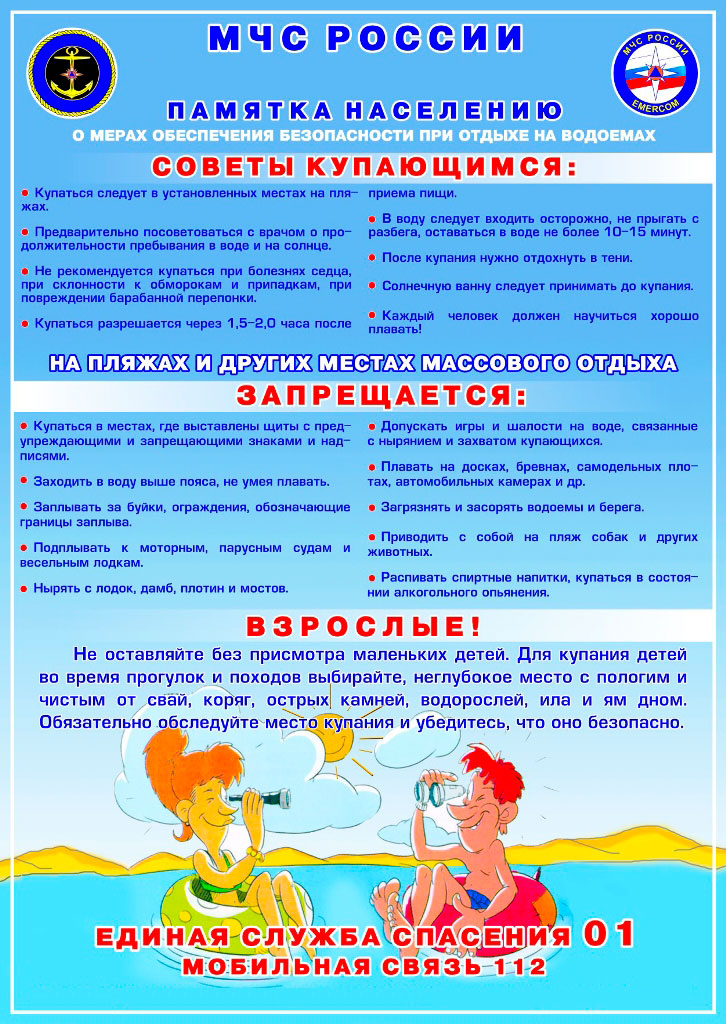 МЧС РОССИИ
МЧС РОССИИ
EMERCOM
ПАМЯТКА НАСЕЛЕНИЮ
О МЕРАХ ОБЕСПЕЧЕНИЯ БЕЗОПАСНОСТИ ПРИ ОТДЫХЕ НА ВОДОЕМАХ
СОВЕТЫ КУПАЮЩИМСЯ:
• Купаться следует в установленных местах на пля-
жах.
• Предварительно посоветоваться с врачом о про-
должительности пребывания в воде и на солнце.
• Не рекомендуется купаться при болезнях седца,
при склонности к обморокам и припадкам, при
повреждении барабанной перепонки.
• Купаться разрешается через 1,5-2,0 часа после
приема пищи.
• В воду следует входить осторожно, не прыгать с
разбега, оставаться в воде не более 10-15 минут.
• После купания нужно отдохнуть в тени.
• Солнечную ванну следует принимать до купания.
• Каждый человек должен научиться хорошо
плавать!
НА ПЛЯЖАХ И ДРУГИХ МЕСТАХ МАССОВОГО ОТДЫХА
ЗАПРЕЩАЕТСЯ:
• Купаться в местах, где выставлены щиты с пред-
упреждающими и запрещающими знаками и над-
писями.
• Заходить в воду выше пояса, не умея плавать.
• Заплывать за буйки, ограждения, обозначающие
границы заплыва.
• Подплывать к моторным, парусным судам и
весельным лодкам.
• Нырять с лодок, дамб, плотин и мостов.
• Допускать игры и шалости на воде, связанные
с нырянием и захватом купающихся.
• Плавать на досках, бревнах, самодельных пло-
тах, автомобильных камерах и др.
• Загрязнять и засорять водоемы и берега.
• Приводить с собой на пляж собак и других
животных.
• Распивать спиртные напитки, купаться в состоя-
нии алкогольного опьянения.
ВЗРОСЛЫЕ!
Не оставляйте без присмотра маленьких детей. Для купания детей
во время прогулок и походов выбирайте, неглубокое место с пологим и
чистым от свай, коряг, острых камней, водорослей, ила и ям дном.
Обязательно обследуйте место купания и убедитесь, что оно безопасно.
ЕДИНАЯ СЛУЖБА СПАСЕНИЯ 01
МОБИЛЬНАЯ СВЯЗЬ 112